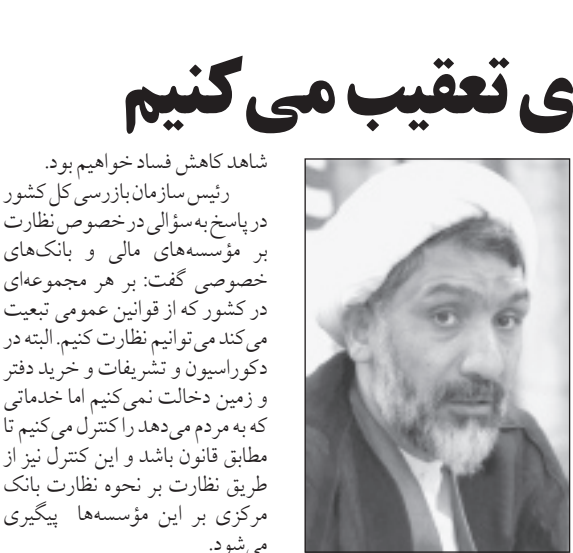 ی تعقیب می‌کنیم
شاهد کاهش فساد خواهیم بود.
رئیس سازمان بازرسی کل کشور
در پاسخ به سؤالی در خصوص نظارت
بر مؤسسه‌های مالی و بانک‌های
خصوصی گفت: بر هر مجموعه‌ای
در کشور که از قوانین عمومی تبعیت
می‌کند می‌توانیم نظارت کنیم. البته در
دکوراسیون و تشریفات و خرید دفتر
و زمین دخالت نمی‌کنیم اما خدماتی
که به مردم می‌دهد را کنترل می‌کنیم تا
مطابق قانون باشد و این کنترل نیز از
طریق نظارت بر نحوه نظارت بانک
مرکزی بر این مؤسسه‌ها پیگیری
می‌شود.